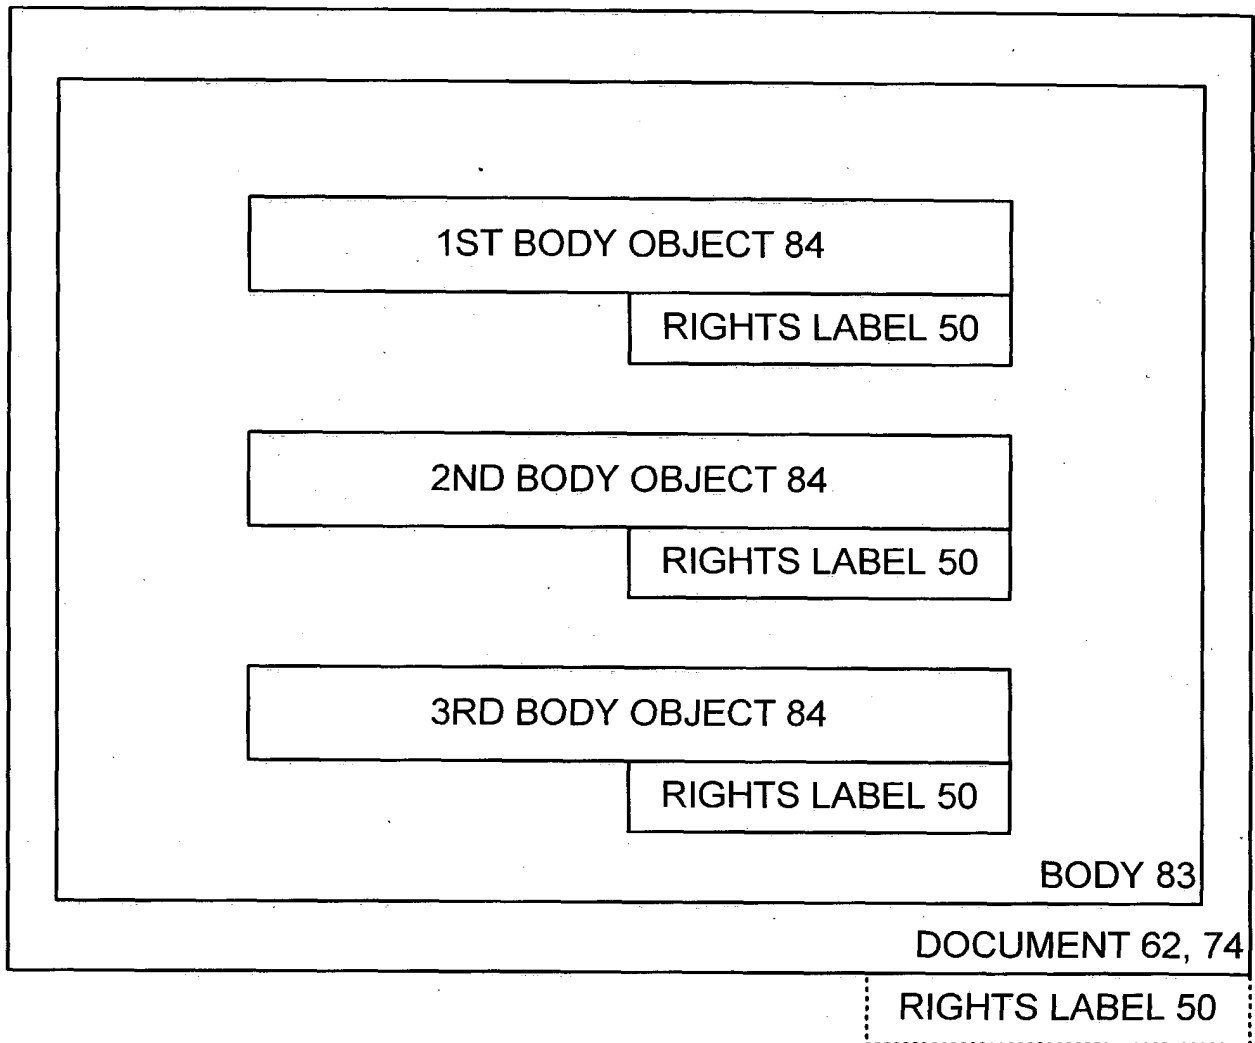 1ST BODY OBJECT 84
RIGHTS LABEL 50
2ND BODY OBJECT 84
RIGHTS LABEL 50
3RD BODY OBJECT 84
RIGHTS LABEL 50
BODY 83
DOCUMENT 62, 74
RIGHTS LABEL 50